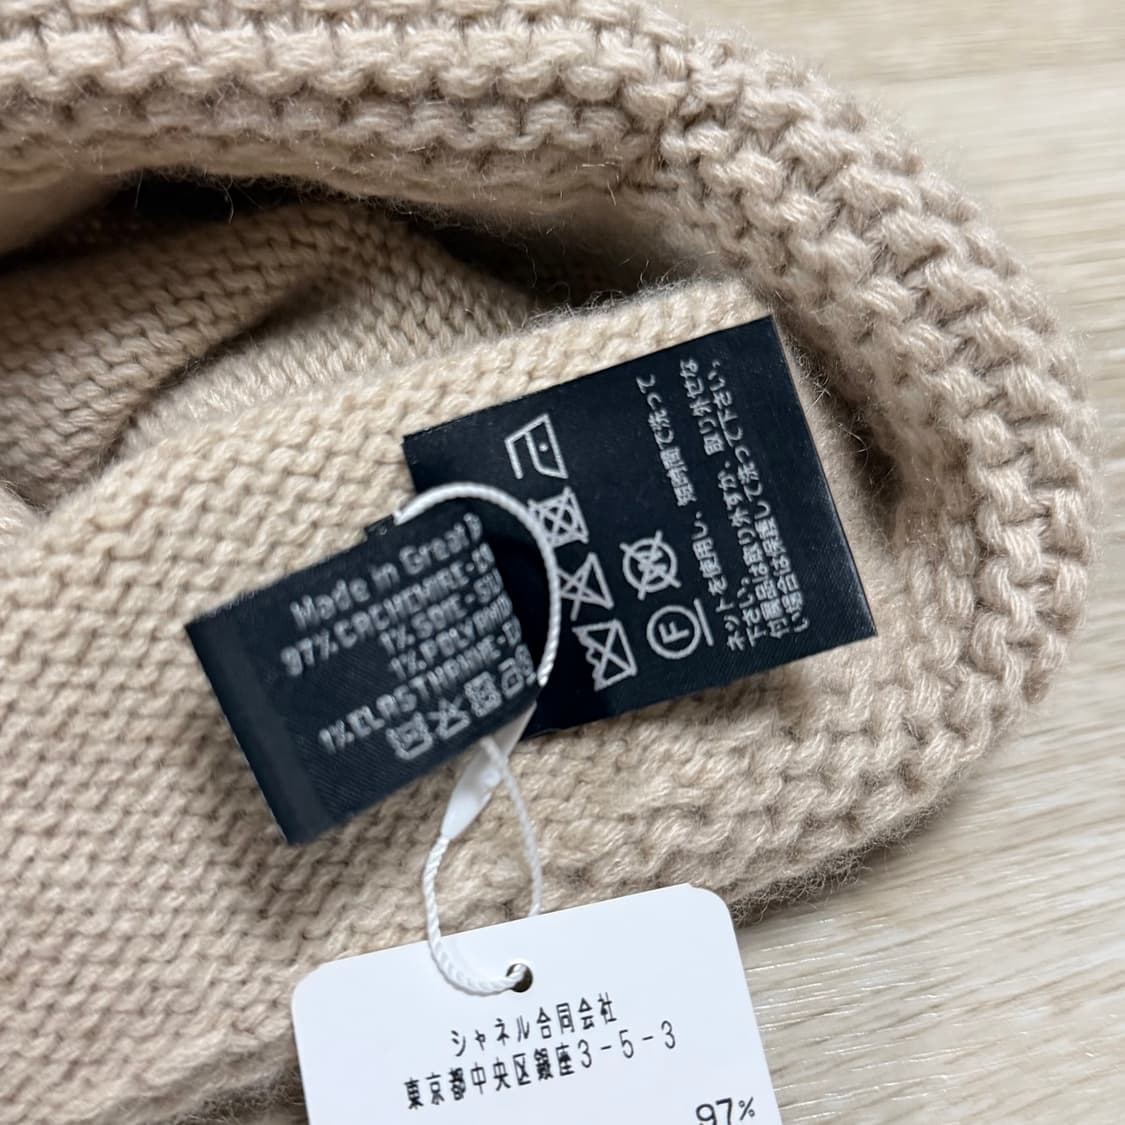 Made in Great
97% CACHEMIRE-
1% SOIE-
1% POLYAMID
1% ELASTHANNE-
F
ネットを使用し、短時間で洗って
下さい。取り外すか、取り外せな
付属品は保護して洗って下さい。
い場合は
シャネル合同会社
東京都中央区銀座3-5-3
97%